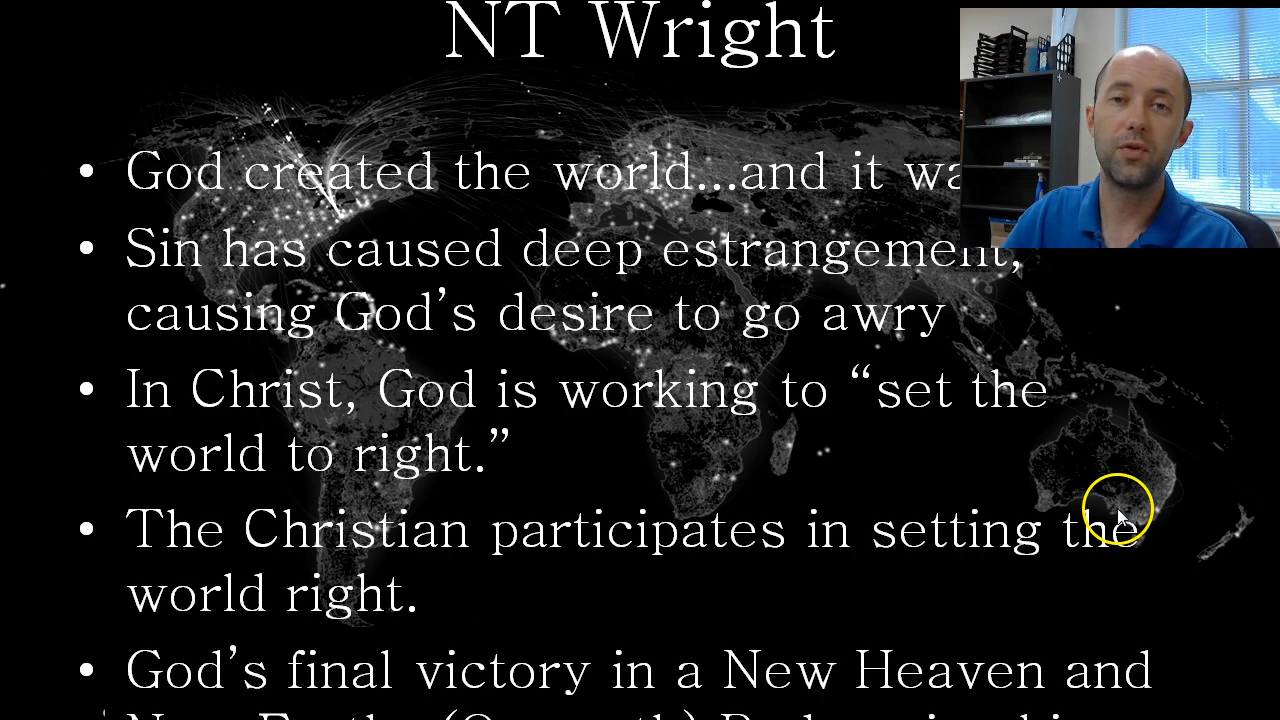 NT Wright
• God created the world...and it
• Sin has caused deep estrangement,
causing God’s desire to go awry
• In Christ, God is working to “set the
world to right.”
• The Christian participates in setting the
world right.
• God’s final victory in a New Heaven and